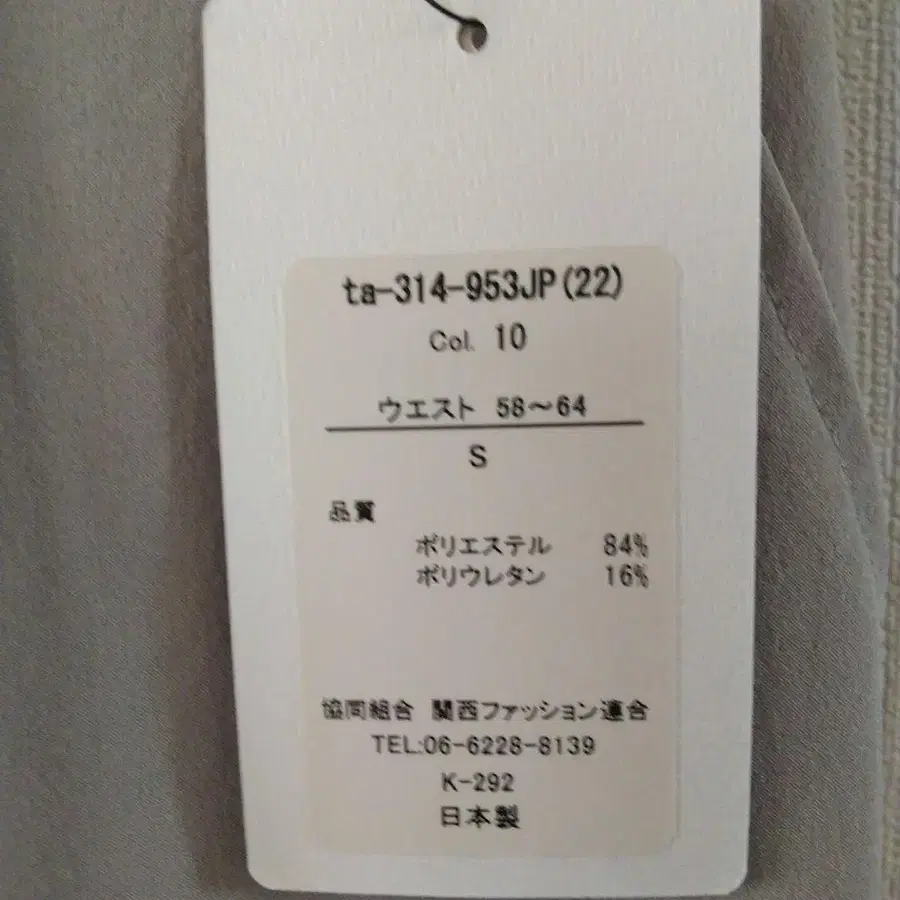 ta-314-953JP(22)
Col. 10
ウエスト 58～64
S
品質
ポリエステル 84%
ポリウレタン 16%
協同組合 関西ファッション連合
TEL:06-6228-8139
K-292
日本製